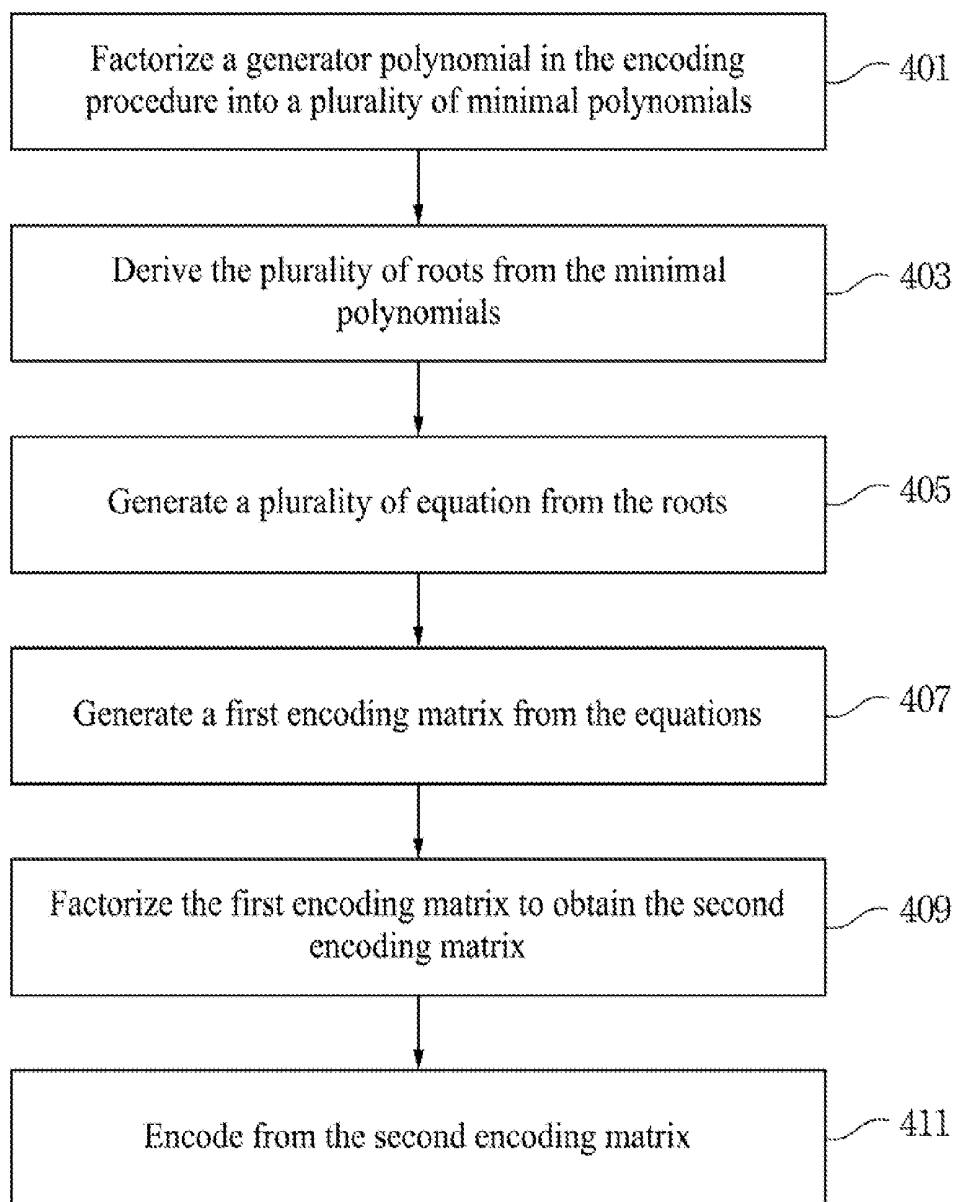 Factorize a generator polynomial in the encoding
procedure into a plurality of minimal polynomials
401
Derive the plurality of roots from the minimal
polynomials
403
Generate a plurality of equation from the roots
405
Generate a first encoding matrix from the equations
407
Factorize the first encoding matrix to obtain the second
encoding matrix
409
Encode from the second encoding matrix
411